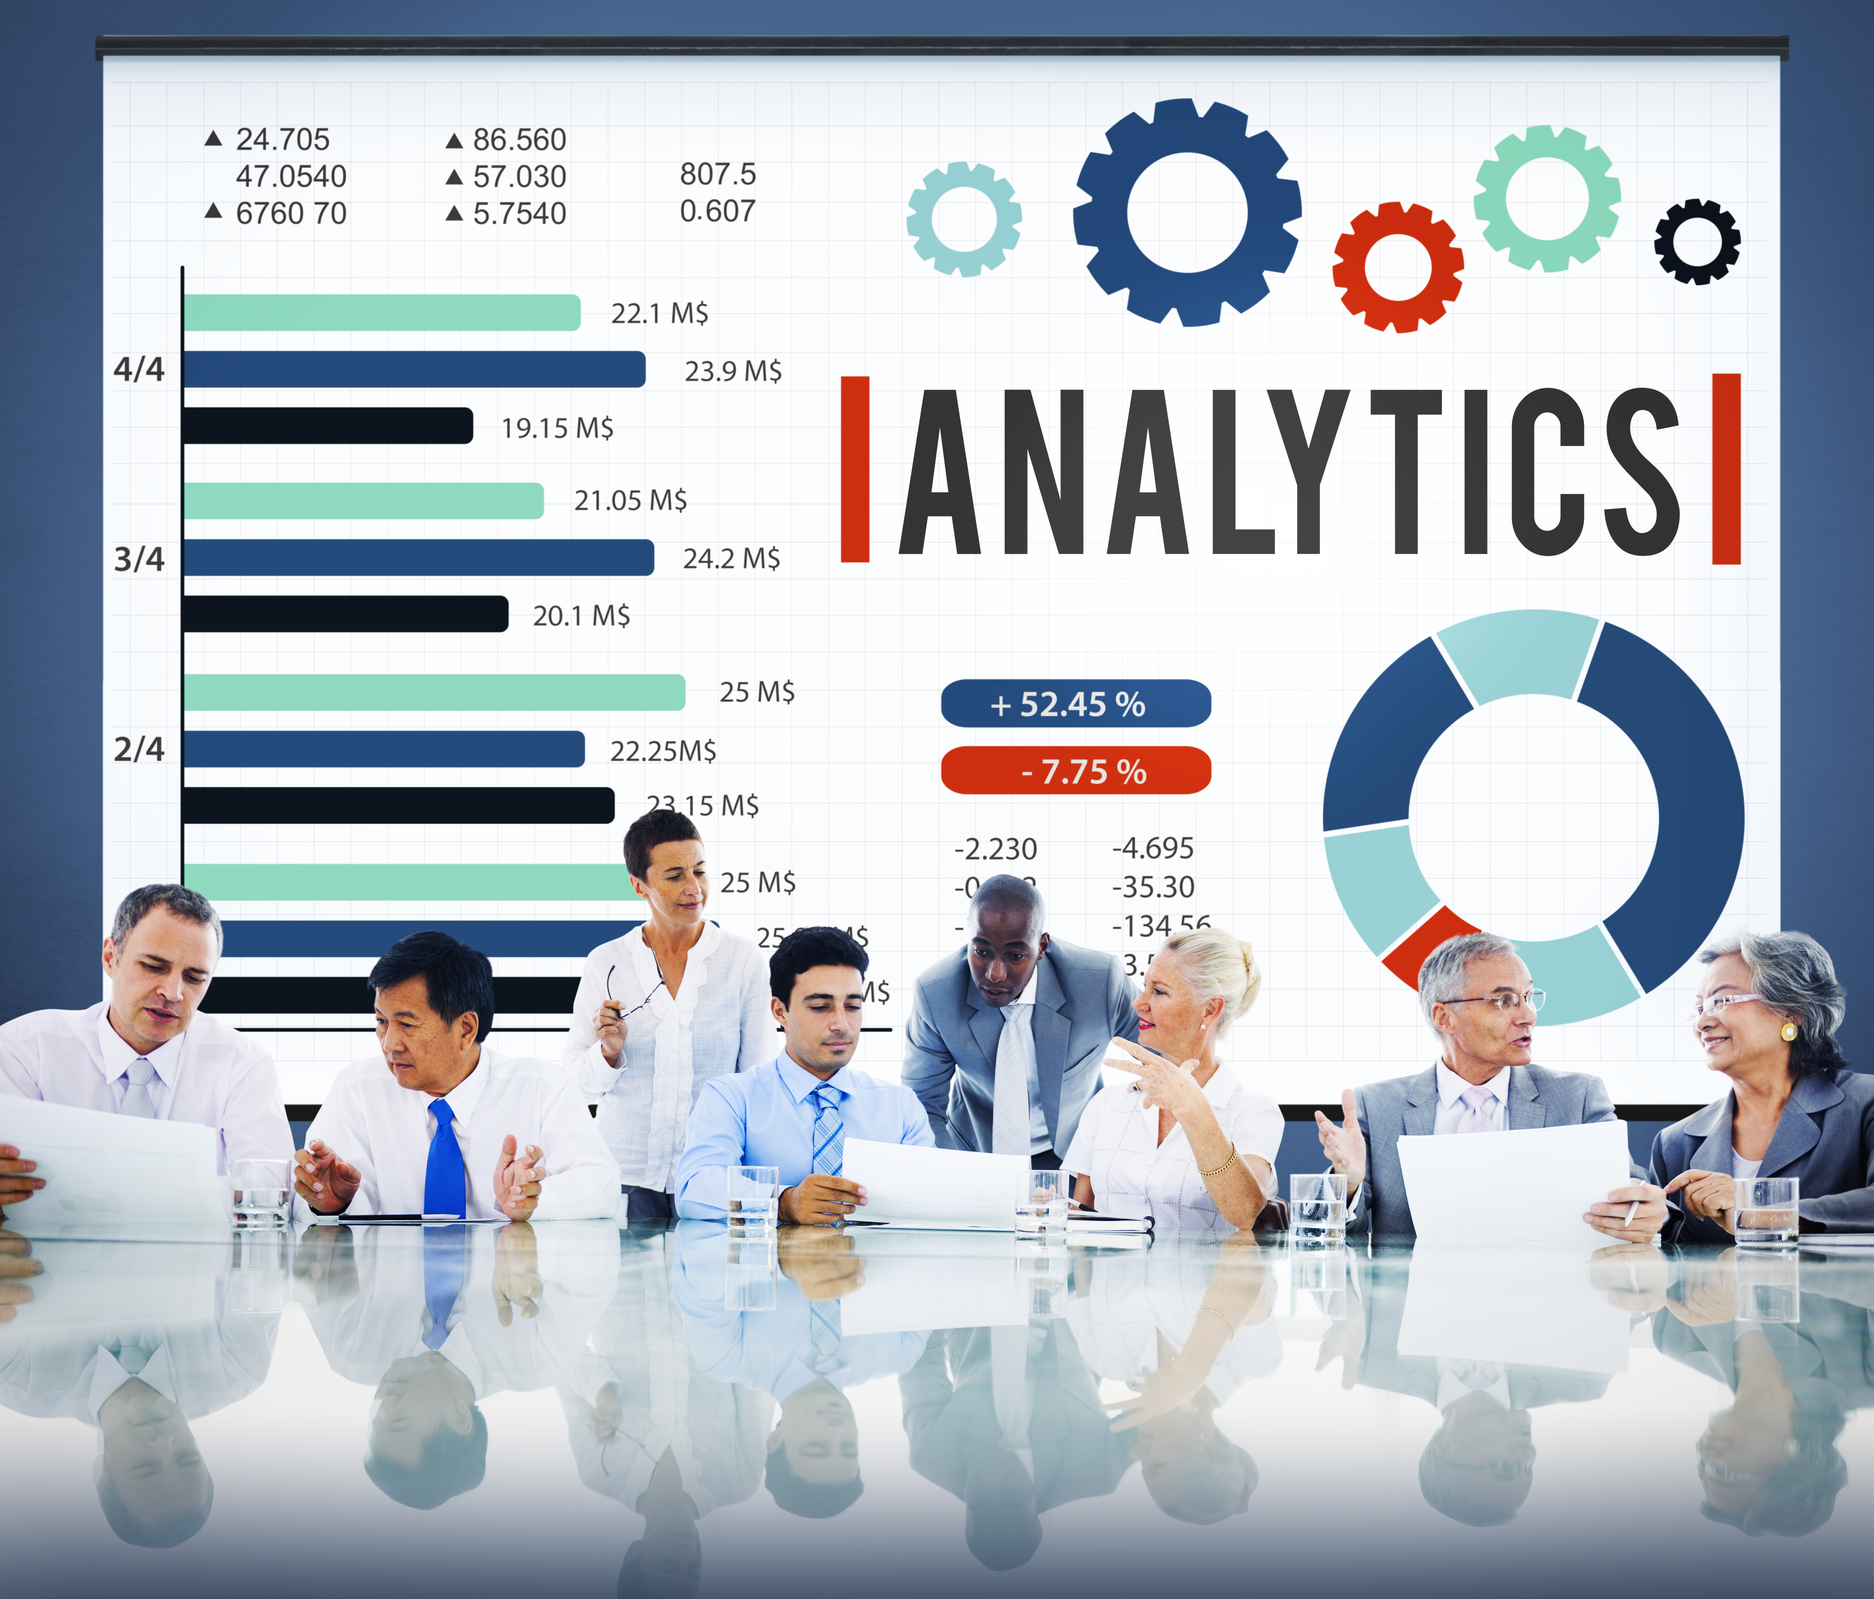 ▲ 24.705
47.0540
▲ 6760 70
▲ 86.560
▲ 57.030
▲ 5.7540
807.5
0.607
22.1 M$
4/4
23.9 M$
19.15 M$
21.05 M$
3/4
24.2 M$
20.1 M$
25 M$
2/4
22.25M$
23.15 M$
25 M$
M$
ANALYTICS
+ 52.45 %
- 7.75 %
-2.230
-4.695
-35.30
-134.56